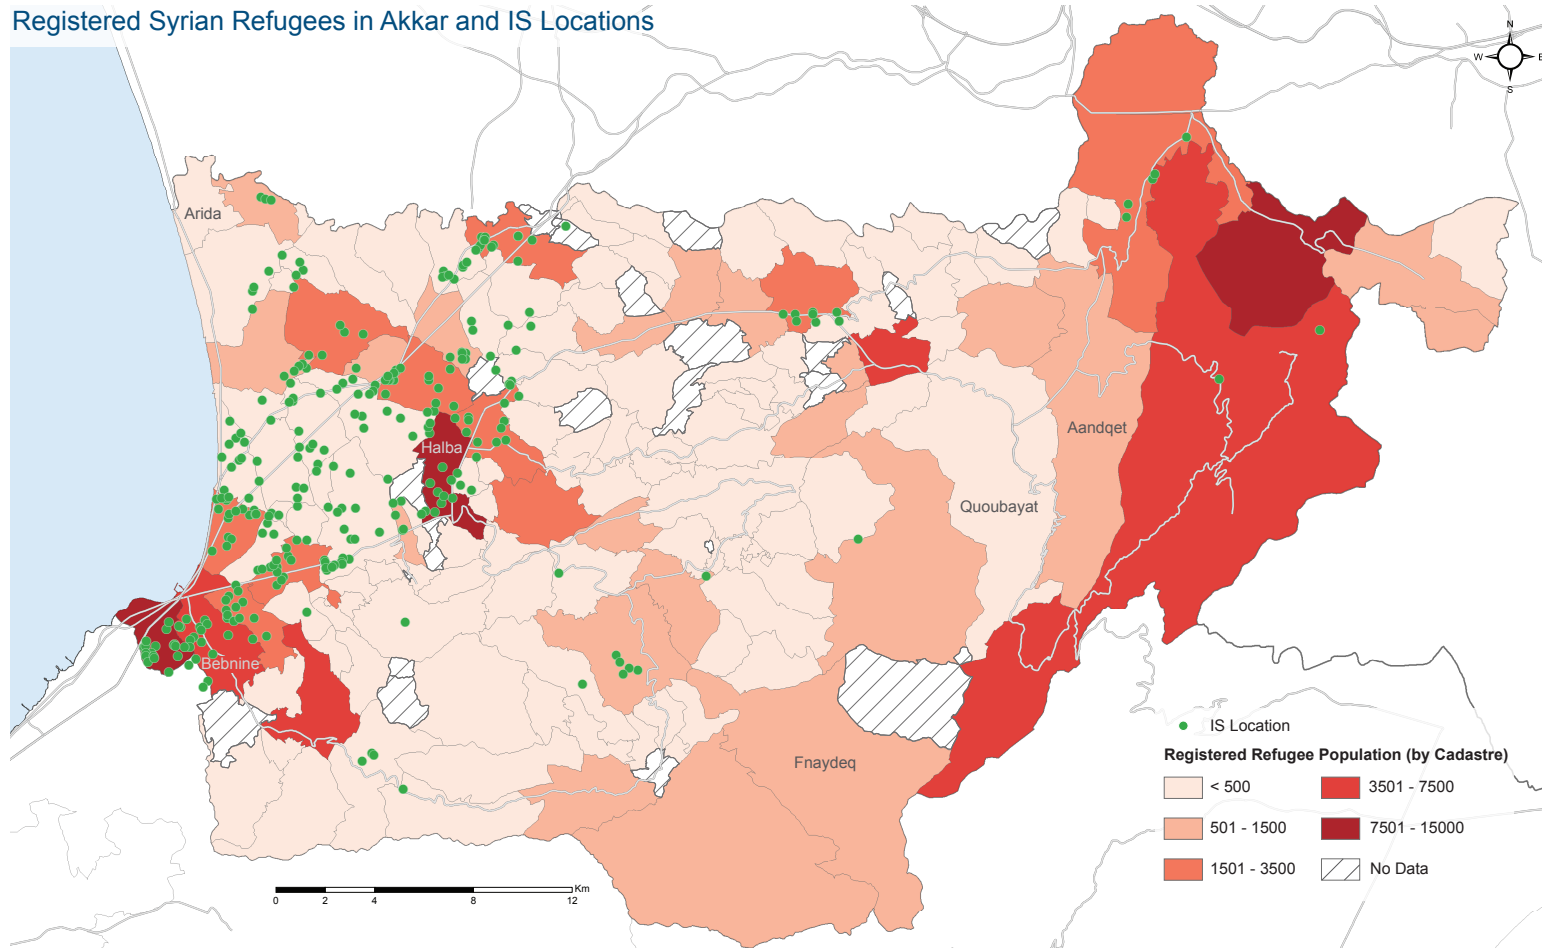 Registered Syrian Refugees in Akkar and IS Locations
N
W
E
S
Arida
Halba
Aandqet
Quoubayat
Bebnine
Fnaydeq
IS Location
Registered Refugee Population (by Cadastre)
< 500
3501 - 7500
501 - 1500
7501 - 15000
1501 - 3500
No Data
Km
0 2 4 8 12